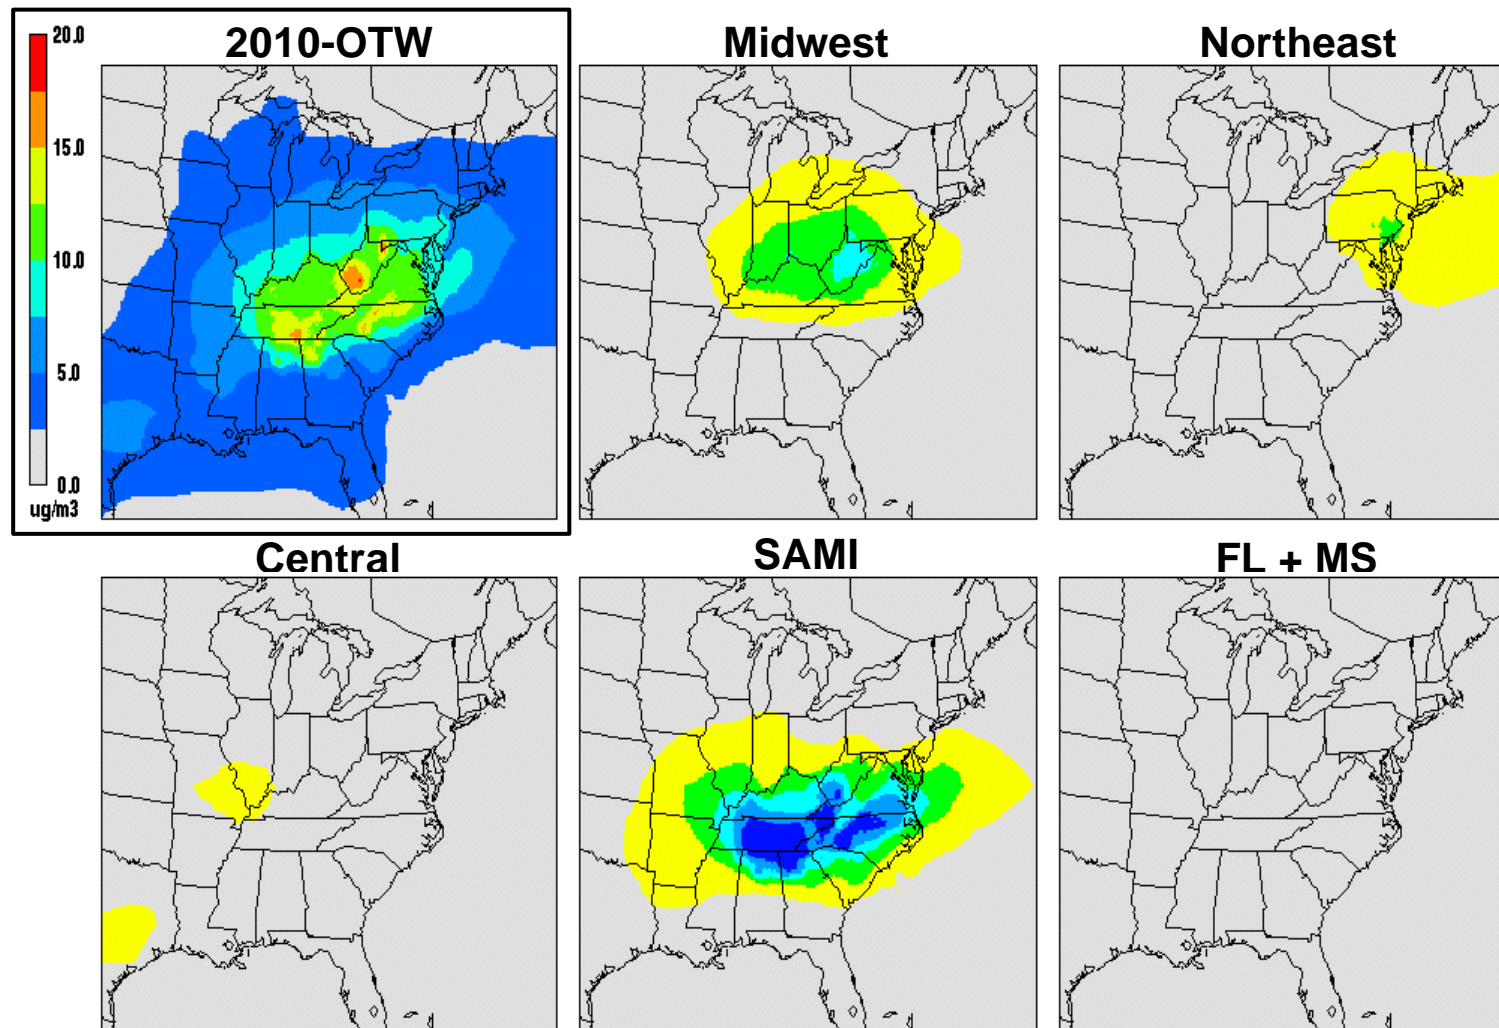 2010-OTW
Midwest
Northeast
20.0
15.0
10.0
5.0
0.0
ug/m3
Central
SAMI
FL + MS